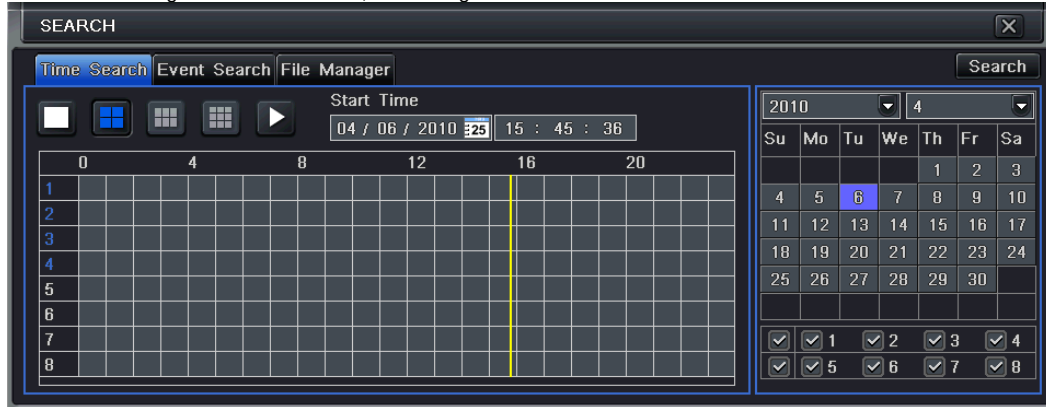 SEARCH
Time Search Event Search File Manager Search
Start Time
04 / 06 / 2010 25 15 : 45 : 36
2010 4
Su Mo Tu We Th Fr Sa
1 2 3
4 5 6 7 8 9 10
11 12 13 14 15 16 17
18 19 20 21 22 23 24
25 26 27 28 29 30
0 4 8 12 16 20
1
2
3
4
5
6
7
8
1 2 3 4
5 6 7 8